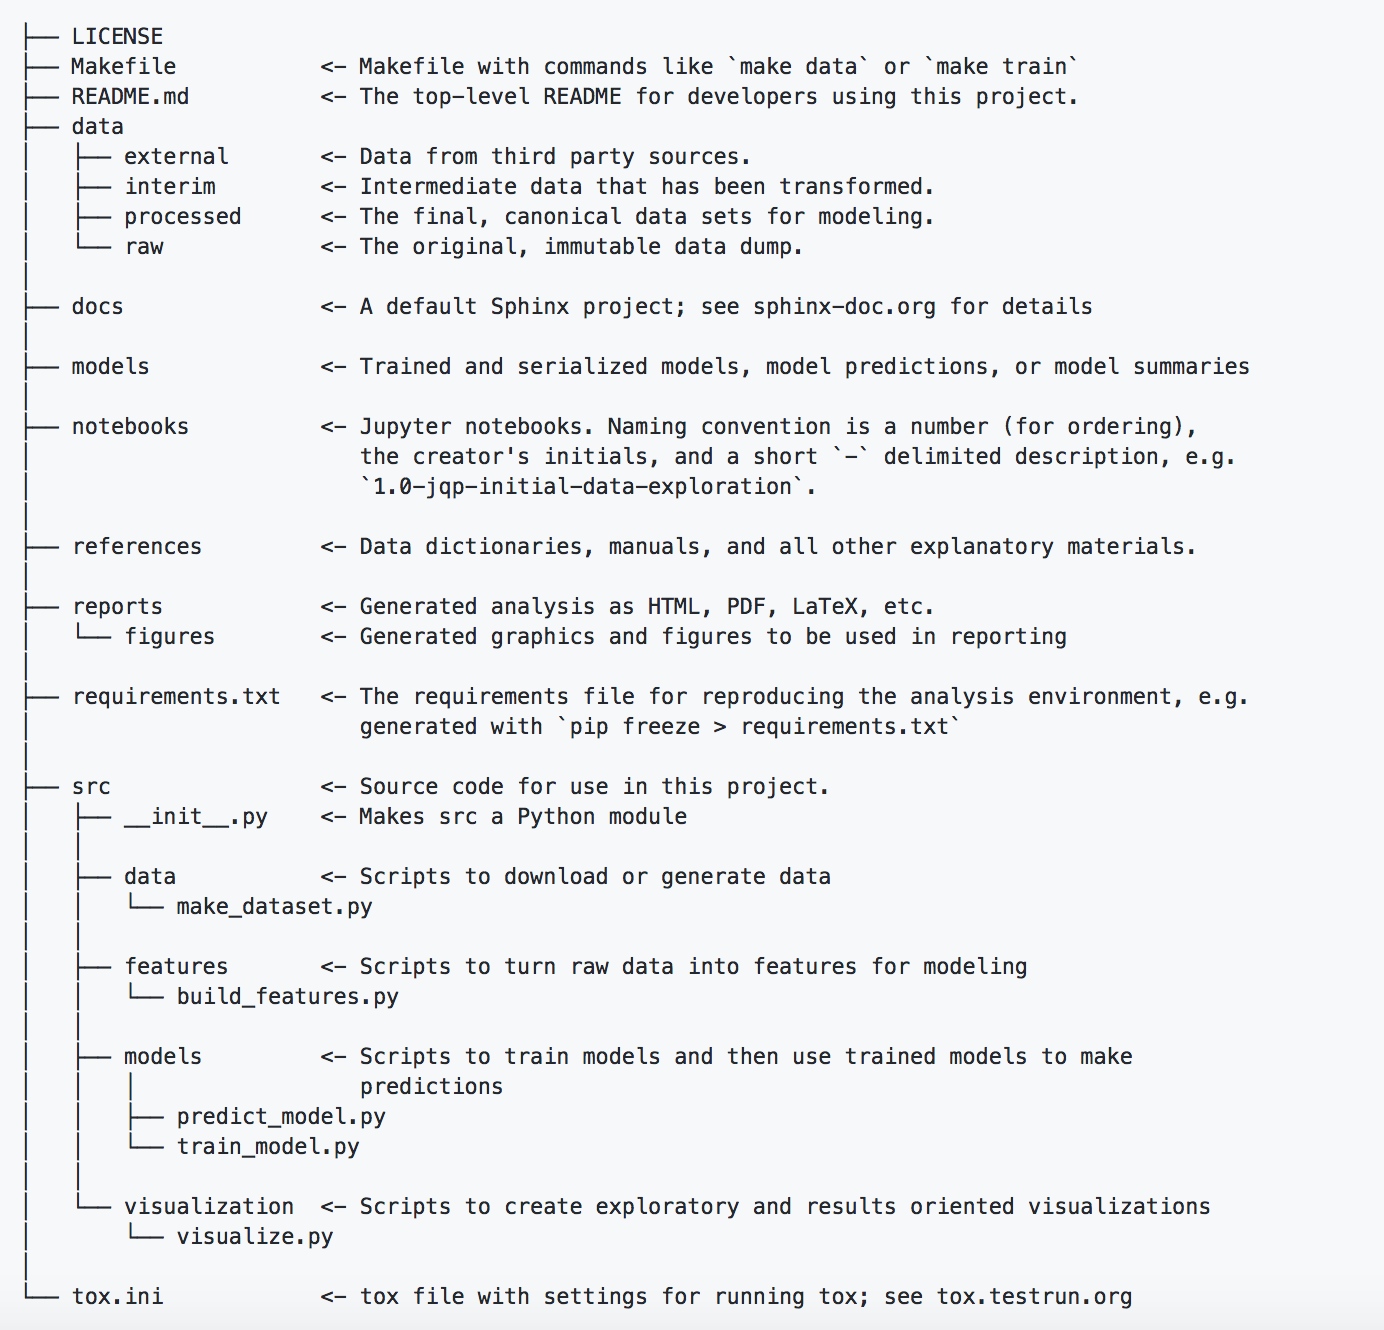 ├── LICENSE
├── Makefile           <- Makefile with commands like `make data` or `make train`
├── README.md          <- The top-level README for developers using this project.
├── data
│   ├── external       <- Data from third party sources.
│   ├── interim        <- Intermediate data that has been transformed.
│   ├── processed      <- The final, canonical data sets for modeling.
│   └── raw            <- The original, immutable data dump.
│
├── docs               <- A default Sphinx project; see sphinx-doc.org for details
│
├── models             <- Trained and serialized models, model predictions, or model summaries
│
├── notebooks          <- Jupyter notebooks. Naming convention is a number (for ordering),
│                         the creator's initials, and a short `-` delimited description, e.g.
│                         `1.0-jqp-initial-data-exploration`.
│
├── references         <- Data dictionaries, manuals, and all other explanatory materials.
│
├── reports            <- Generated analysis as HTML, PDF, LaTeX, etc.
│   └── figures        <- Generated graphics and figures to be used in reporting
│
├── requirements.txt   <- The requirements file for reproducing the analysis environment, e.g.
│                         generated with `pip freeze > requirements.txt`
│
├── src                <- Source code for use in this project.
│   ├── __init__.py    <- Makes src a Python module
│   │
│   ├── data           <- Scripts to download or generate data
│   │   └── make_dataset.py
│   │
│   ├── features       <- Scripts to turn raw data into features for modeling
│   │   └── build_features.py
│   │
│   ├── models         <- Scripts to train models and then use trained models to make
│   │   │                 predictions
│   │   ├── predict_model.py
│   │   └── train_model.py
│   │
│   └── visualization  <- Scripts to create exploratory and results oriented visualizations
│       └── visualize.py
│
└── tox.ini            <- tox file with settings for running tox; see tox.testrun.org